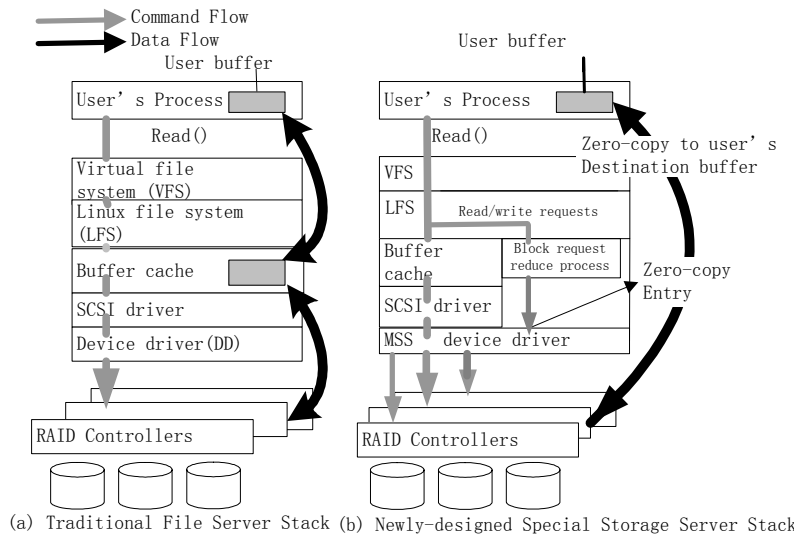 Command Flow
Data Flow
User buffer
User’s Process
Read()
Virtual file
system (VFS)
Linux file system
(LFS)
Buffer cache
SCSI driver
Device driver(DD)
RAID Controllers
(a) Traditional File Server Stack
User buffer
User’s Process
Read()
Zero-copy to user’s
Destination buffer
VFS
LFS
Read/write requests
Buffer
cache
Block request
reduce process
Zero-copy
Entry
SCSI driver
MSS device driver
RAID Controllers
(b) Newly-designed Special Storage Server Stack